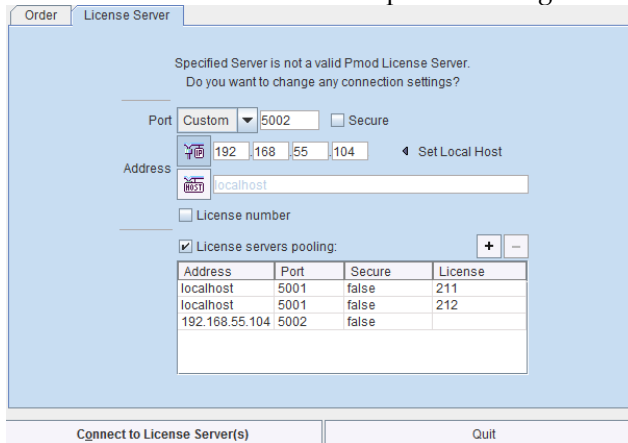 Order License Server
Specified Server is not a valid Pmod License Server.
Do you want to change any connection settings?
Port Custom 5002 Secure
IP 192 .168 .55 .104 Set Local Host
Address
HOST localhost
License number
License servers pooling: + −
Address Port Secure License
localhost 5001 false 211
localhost 5001 false 212
192.168.55.104 5002 false
Connect to License Server(s) Quit